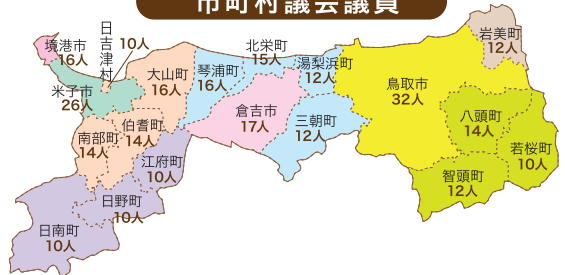 市町村議会議員
境港市
16人
日吉津村
10人
米子市
26人
大山町
16人
琴浦町
16人
北栄町
15人
湯梨浜町
12人
鳥取市
32人
岩美町
12人
倉吉市
17人
三朝町
12人
八頭町
14人
若桜町
10人
智頭町
12人
南部町
14人
伯耆町
14人
江府町
10人
日野町
10人
日南町
10人